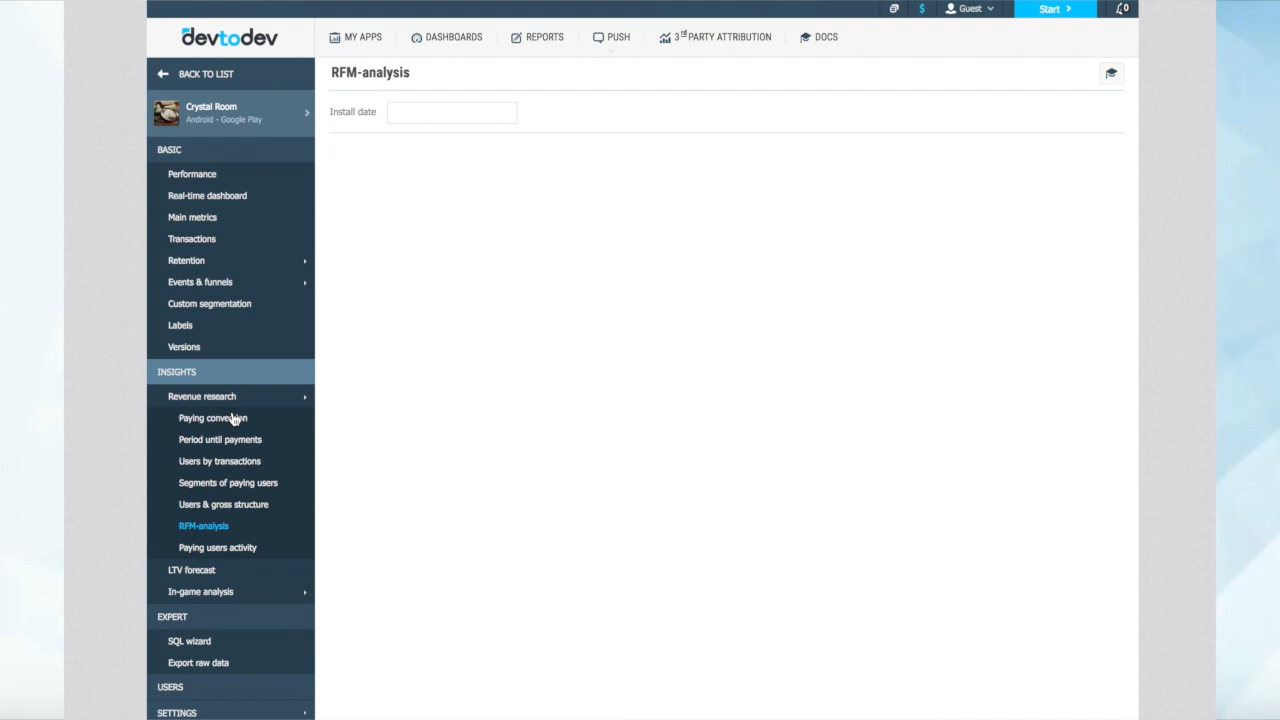 Guest
Start
0
devtodev
MY APPS
DASHBOARDS
REPORTS
PUSH
3rd PARTY ATTRIBUTION
DOCS
BACK TO LIST
RFM-analysis
Crystal Room
Android - Google Play
Install date
BASIC
Performance
Real-time dashboard
Main metrics
Transactions
Retention
Events & funnels
Custom segmentation
Labels
Versions
INSIGHTS
Revenue research
Paying conversion
Period until payments
Users by transactions
Segments of paying users
Users & gross structure
RFM-analysis
Paying users activity
LTV forecast
In-game analysis
EXPERT
SQL wizard
Export raw data
USERS
SETTINGS